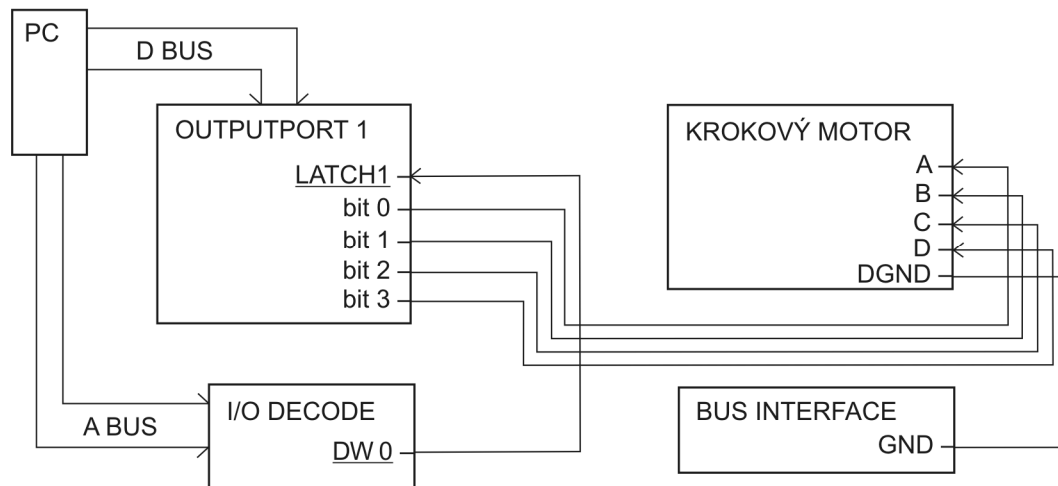 PC
D BUS
OUTPUTPORT 1
LATCH1
bit 0
bit 1
bit 2
bit 3
KROKOVÝ MOTOR
A
B
C
D
DGND
A BUS
I/O DECODE
DW 0
BUS INTERFACE
GND